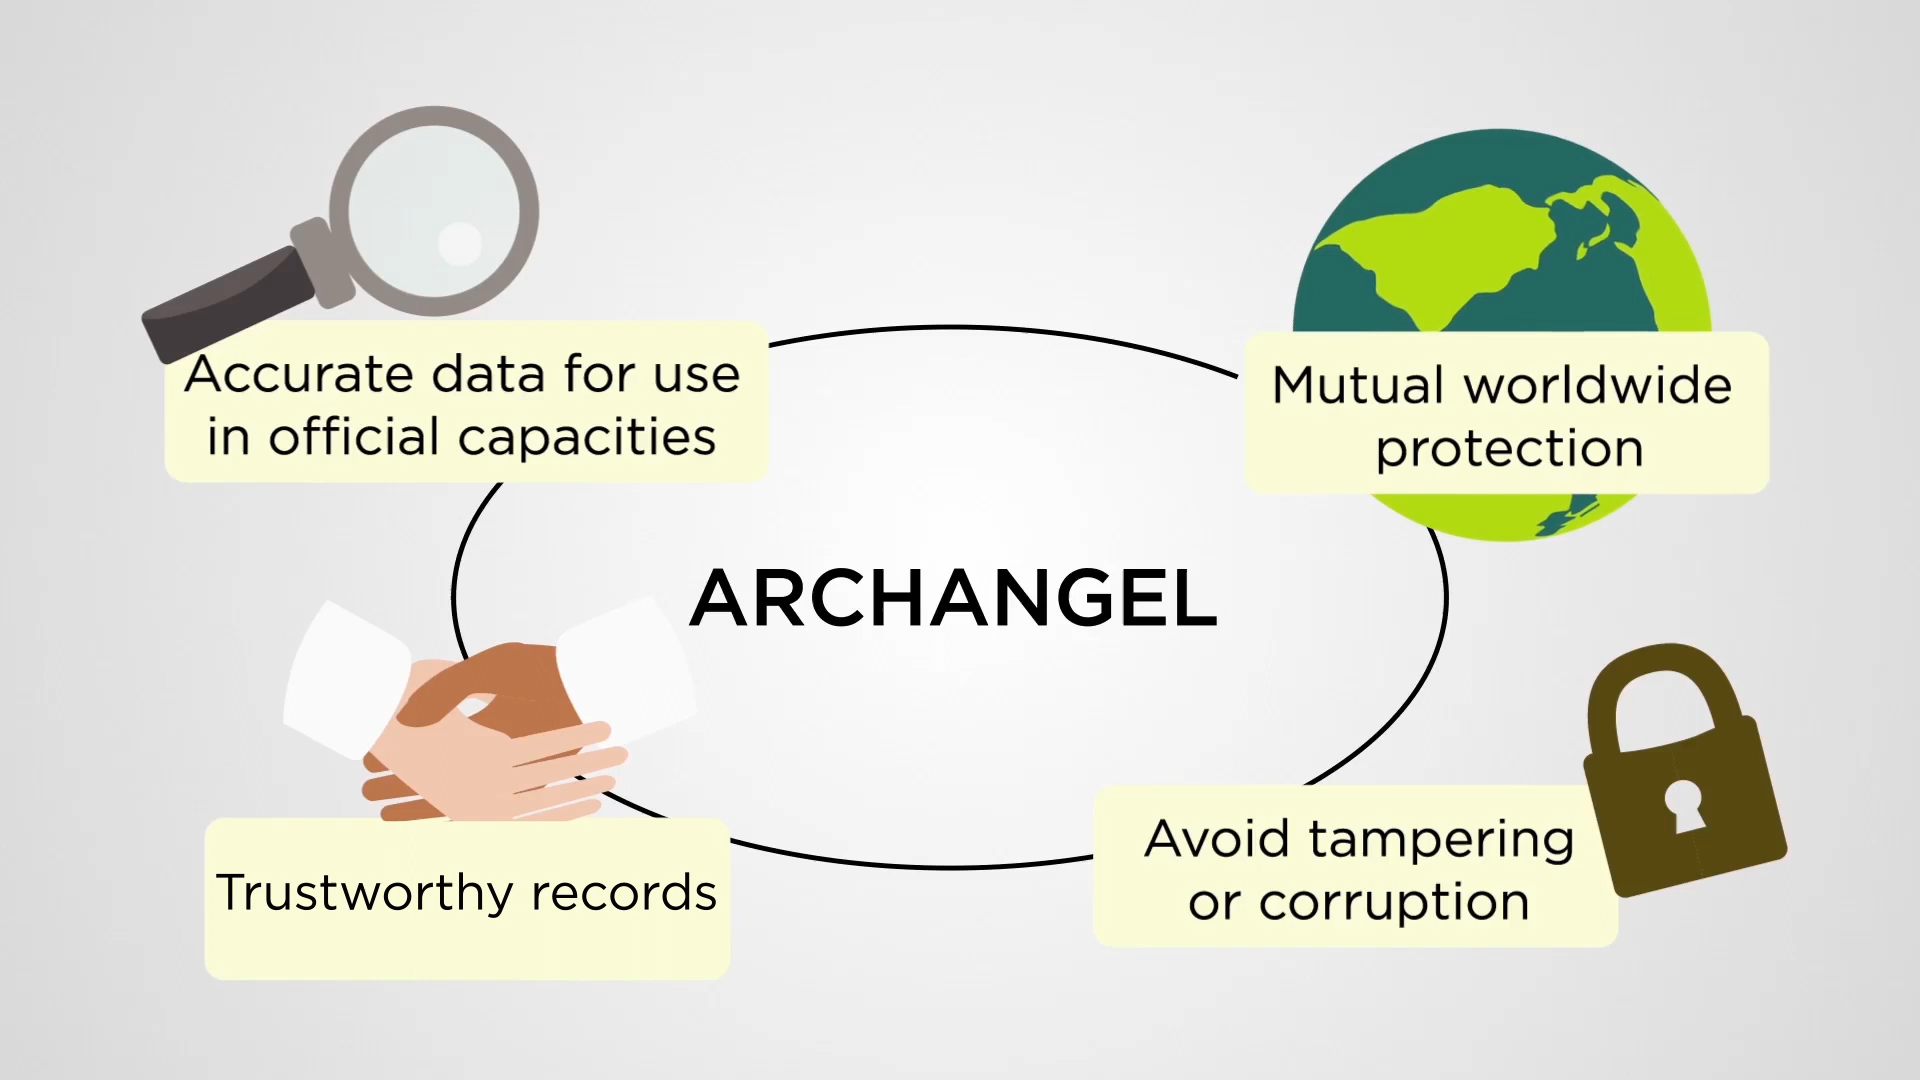 Accurate data for use
in official capacities
Mutual worldwide
protection
ARCHANGEL
Trustworthy records
Avoid tampering
or corruption